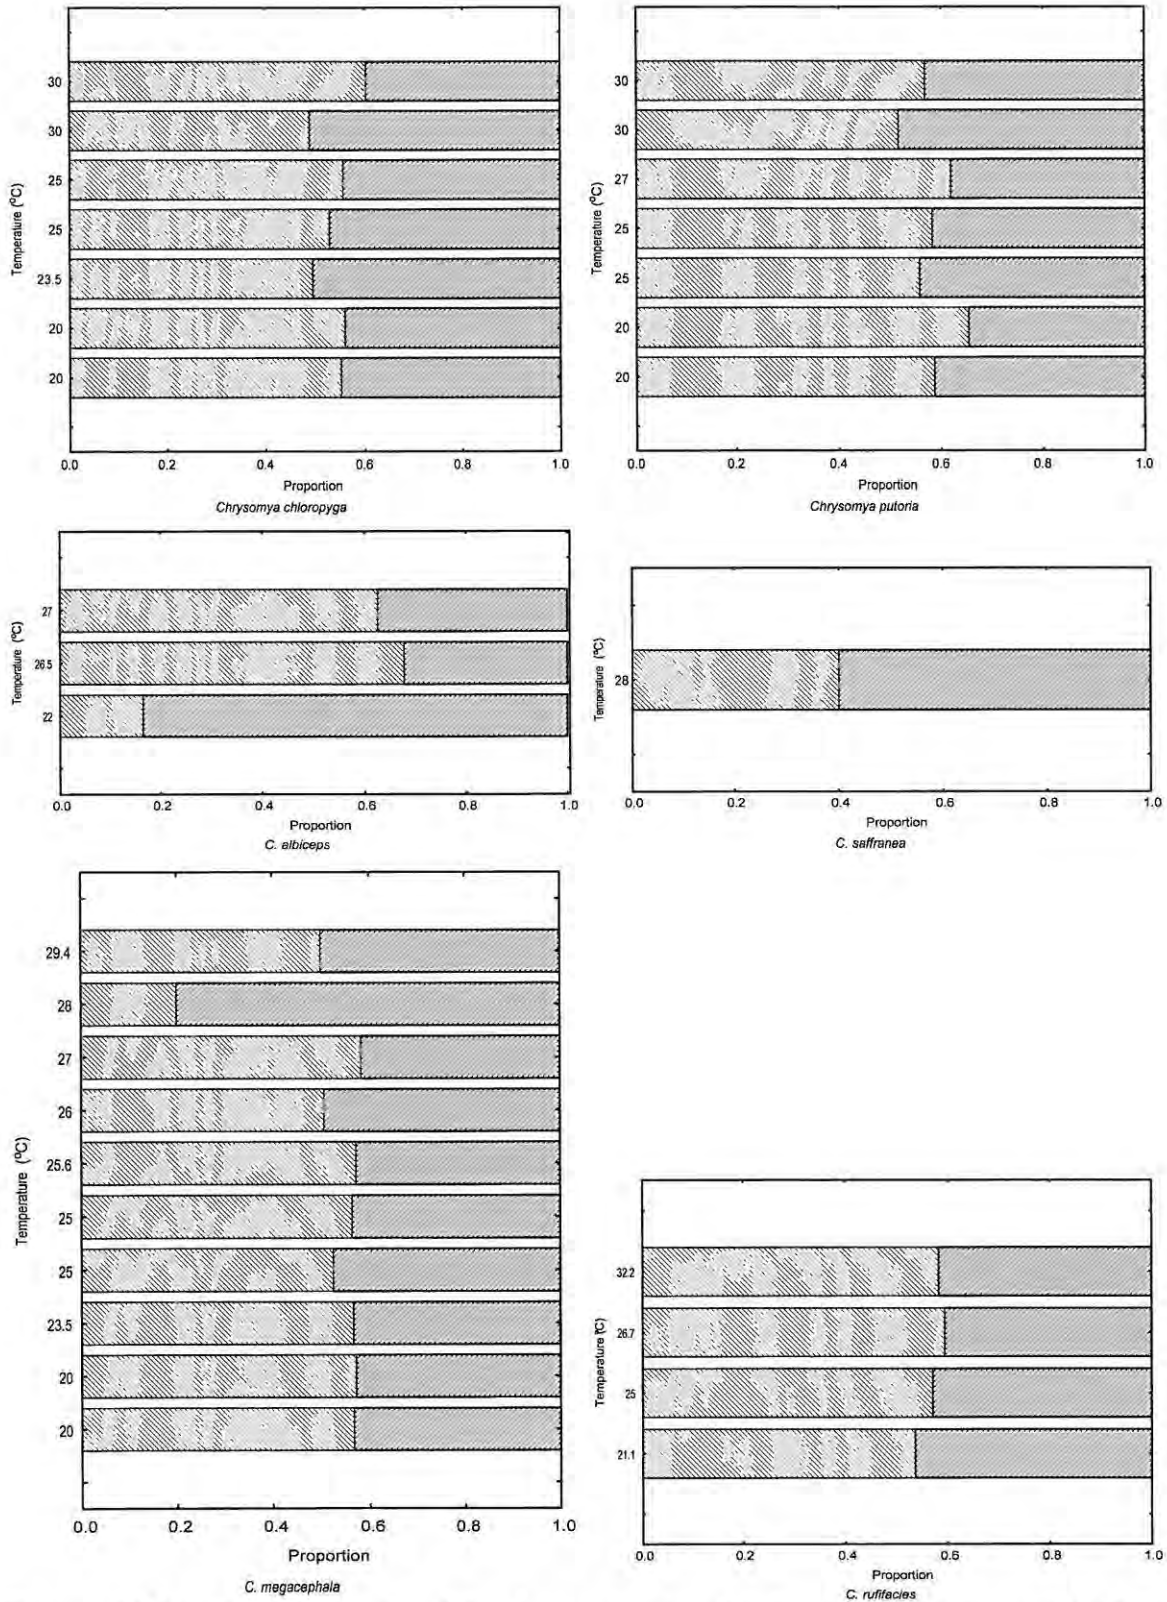 Temperature (°C)
30
30
25
25
23.5
20
20
0.0 0.2 0.4 0.6 0.8 1.0
Proportion
Chrysomya chloropyga
Temperature (°C)
30
30
27
25
25
20
20
0.0 0.2 0.4 0.6 0.8 1.0
Proportion
Chrysomya putoria
Temperature (°C)
27
26.5
22
0.0 0.2 0.4 0.6 0.8 1.0
Proportion
C. albiceps
Temperature (°C)
28
0.0 0.2 0.4 0.6 0.8 1.0
Proportion
C. saffranea
Temperature (°C)
29.4
28
27
26
25.6
25
25
23.5
20
20
0.0 0.2 0.4 0.6 0.8 1.0
Proportion
C. megacephala
Temperature (°C)
32.2
26.7
25
21.1
0.0 0.2 0.4 0.6 0.8 1.0
Proportion
C. rufifacies